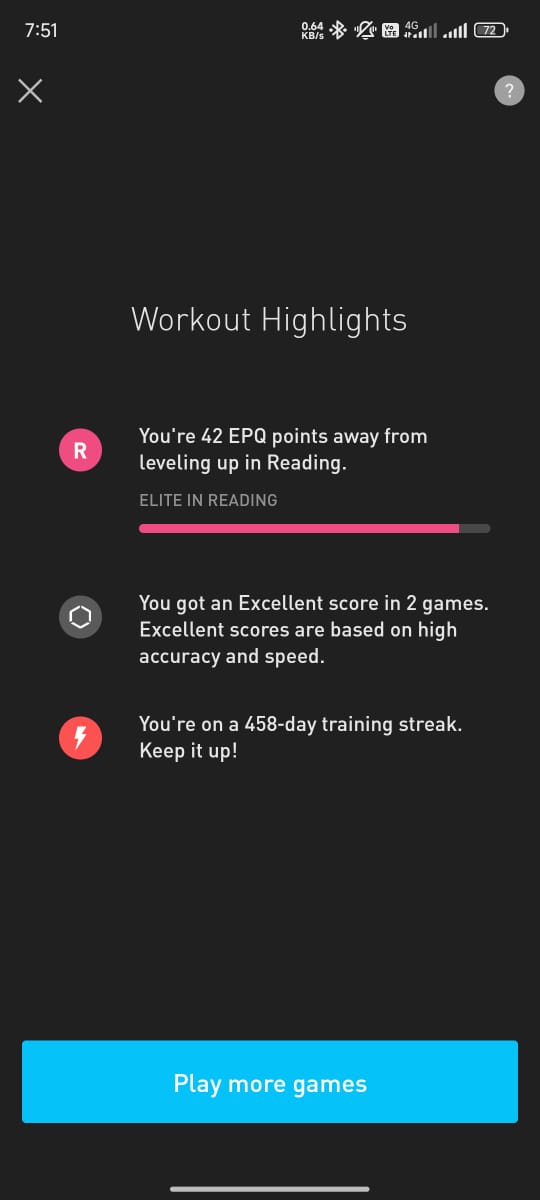 7:51
0.64
KB/s
Vo
LTE
4G
72
?
Workout Highlights
R
You're 42 EPQ points away from
leveling up in Reading.
ELITE IN READING
You got an Excellent score in 2 games.
Excellent scores are based on high
accuracy and speed.
You're on a 458-day training streak.
Keep it up!
Play more games